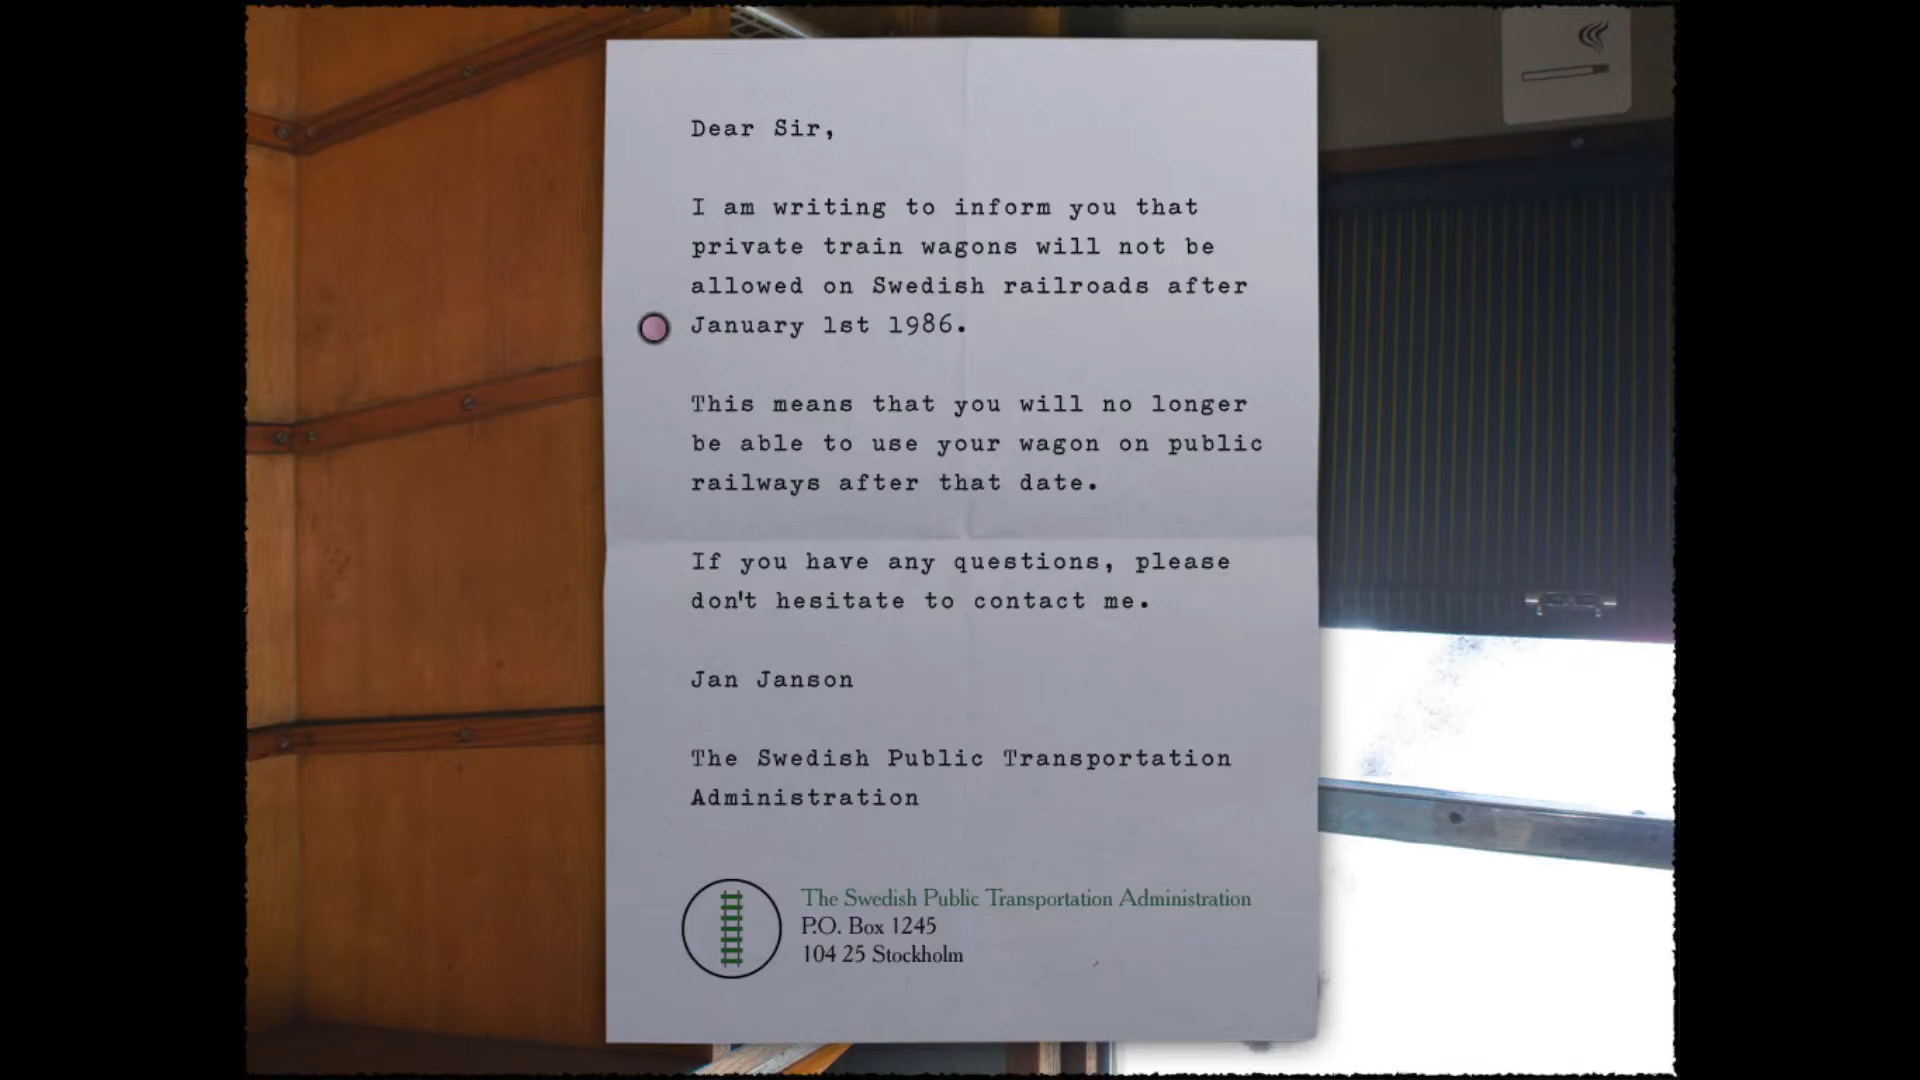 Dear Sir,
I am writing to inform you that
private train wagons will not be
allowed on Swedish railroads after
January 1st 1986.
This means that you will no longer
be able to use your wagon on public
railways after that date.
If you have any questions, please
don't hesitate to contact me.
Jan Janson
The Swedish Public Transportation
Administration
The Swedish Public Transportation Administration
P.O. Box 1245
104 25 Stockholm